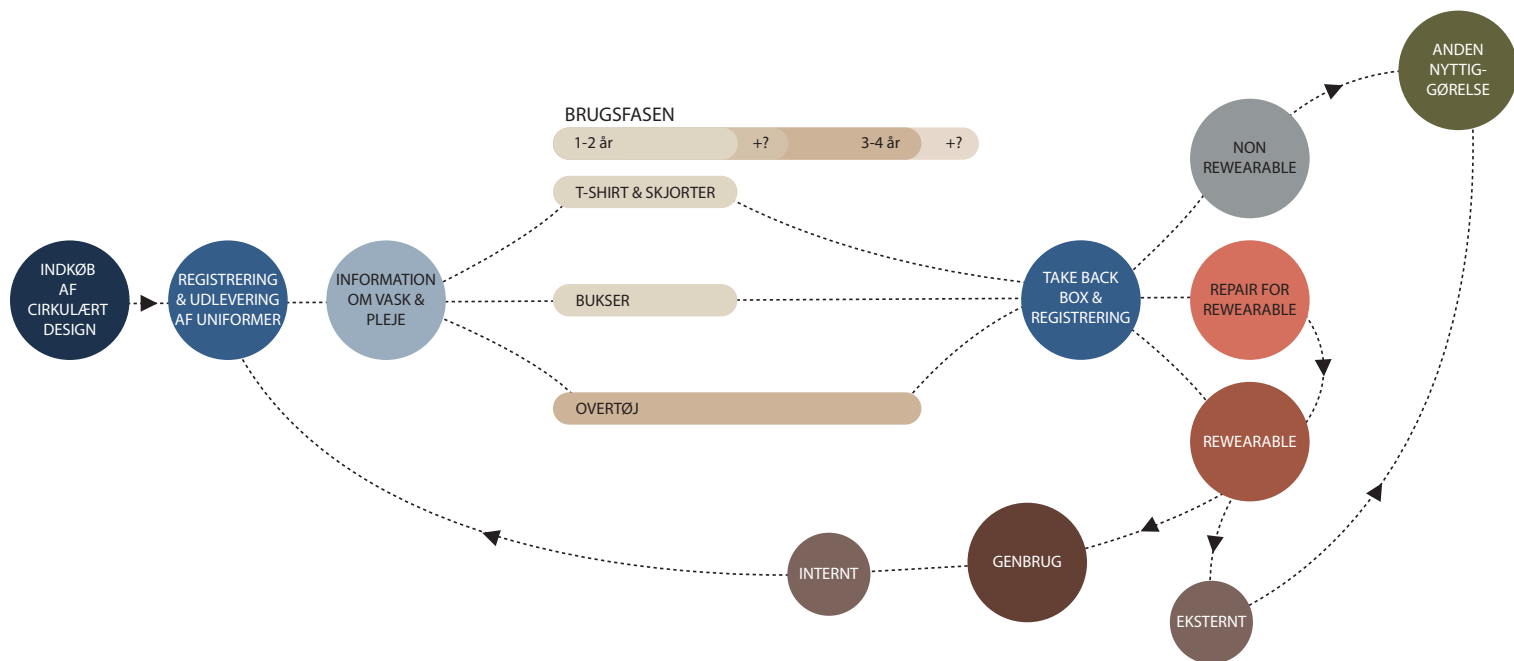 INDKØB
AF
CIRKULÆRT
DESIGN
REGISTRERING
& UDLEVERING
AF UNIFORMER
INFORMATION
OM VASK &
PLEJE
BRUGSFASEN
1-2 år +? 3-4 år +?
T-SHIRT & SKJORTER
BUKSER
OVERTØJ
TAKE BACK
BOX &
REGISTRERING
NON
REWEARABLE
REPAIR FOR
REWEARABLE
REWEARABLE
ANDEN
NYTTIG-
GØRELSE
GENBRUG
INTERNT
EKSTERNT